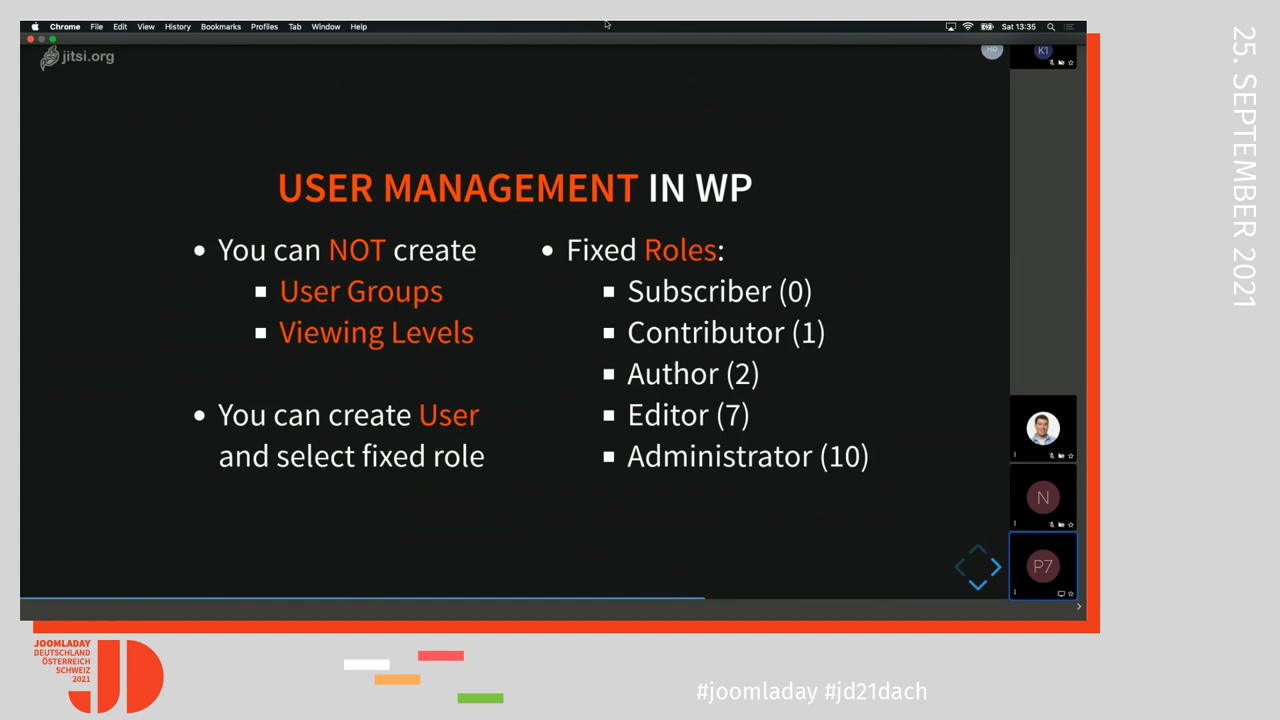 Chrome File Edit View History Bookmarks Profiles Tab Window Help
Sat 13:35
jitsi.org
HD
K1
USER MANAGEMENT IN WP
• You can NOT create
▪ User Groups
▪ Viewing Levels
• You can create User
and select fixed role
• Fixed Roles:
▪ Subscriber (0)
▪ Contributor (1)
▪ Author (2)
▪ Editor (7)
▪ Administrator (10)
N
P7
25. SEPTEMBER 2021
JOOMLADAY
DEUTSCHLAND
ÖSTERREICH
SCHWEIZ
2021
JD
#joomladay #jd21dach